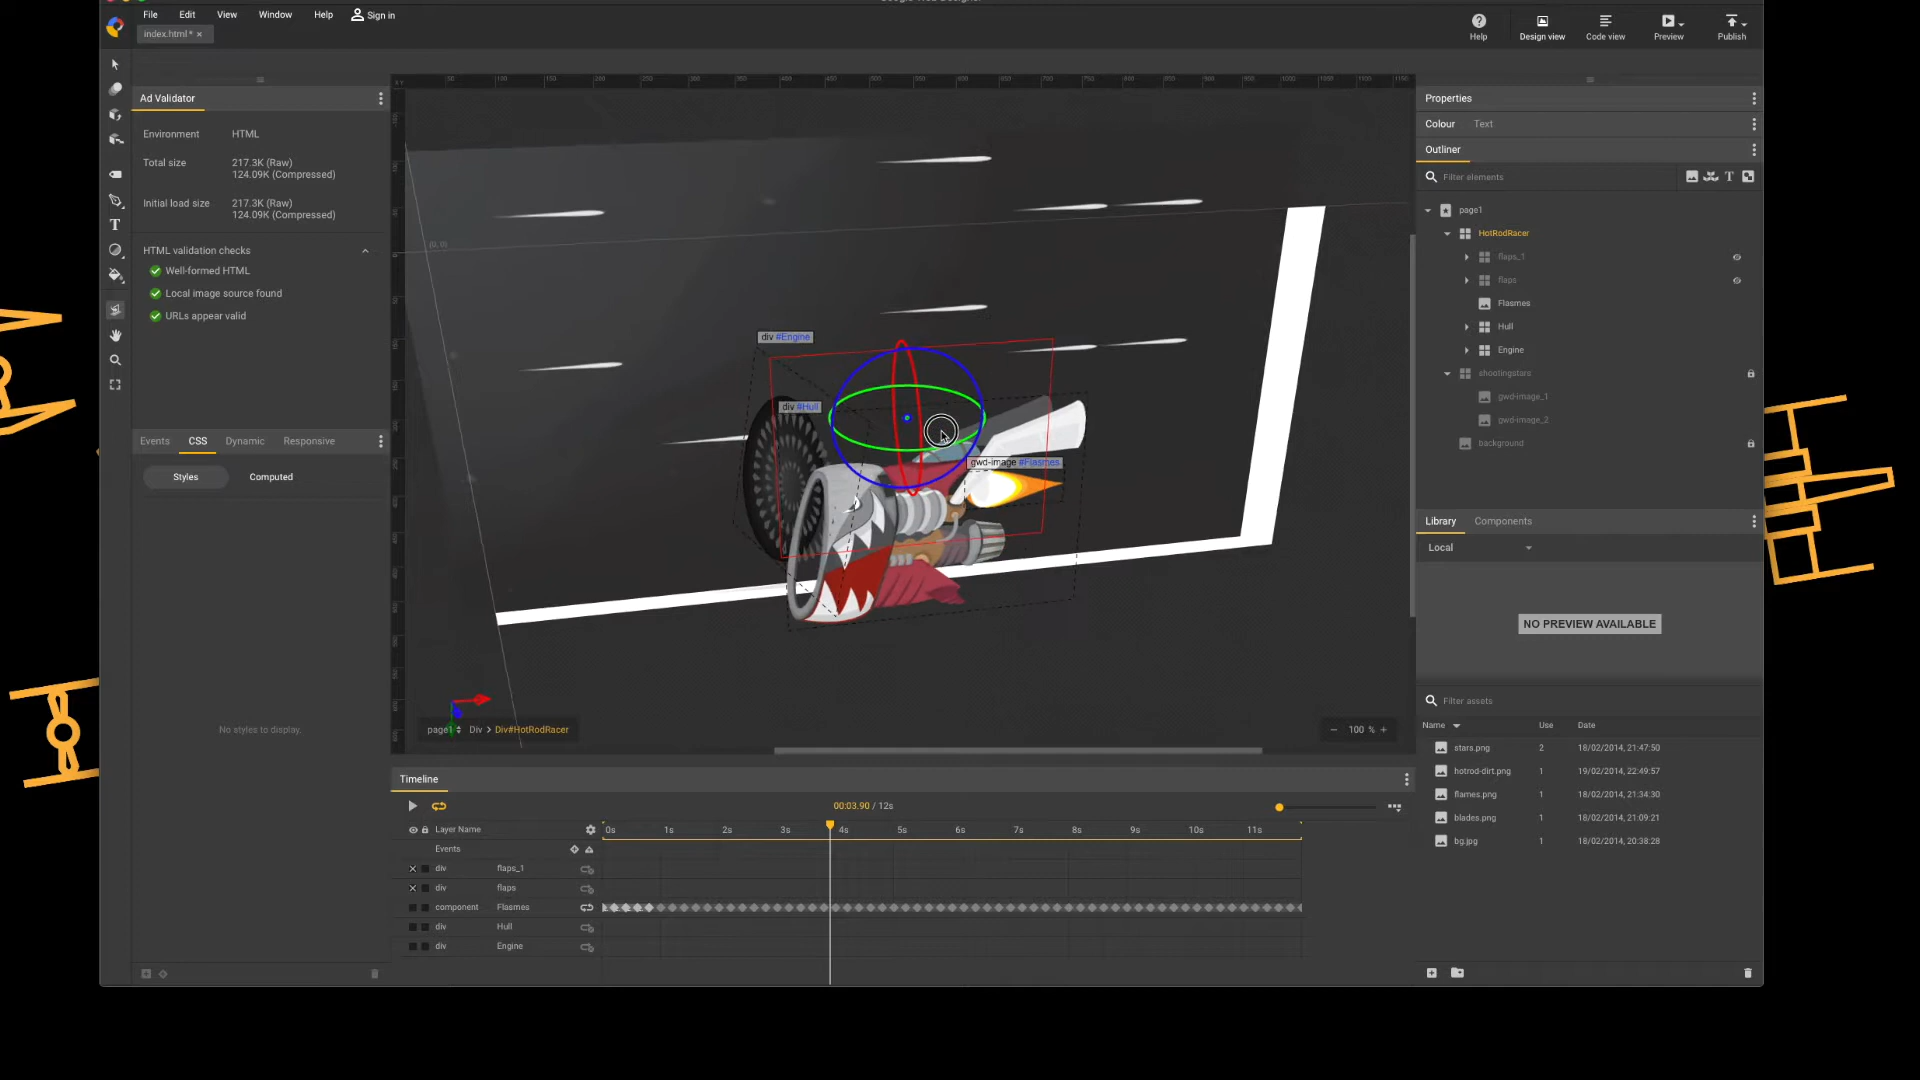 File Edit View Window Help Sign in
index.html*
Help Design view Code view Preview Publish
Ad Validator
Environment HTML
Total size 217.3K (Raw)
124.09K (Compressed)
Initial load size 217.3K (Raw)
124.09K (Compressed)
HTML validation checks
Well-formed HTML
Local image source found
URLs appear valid
Events CSS Dynamic Responsive
Styles Computed
No styles to display.
(0, 0)
div #Engine
div #Hull
gwd-image #Flasmes
page1 Div > Div#HotRodRacer
100 %
Properties
Colour Text
Outliner
Filter elements
page1
HotRodRacer
flaps_1
flaps
Flasmes
Hull
Engine
shootingstars
gwd-image_1
gwd-image_2
background
Library Components
Local
NO PREVIEW AVAILABLE
Filter assets
Name Use Date
stars.png 2 18/02/2014, 21:47:50
hotrod-dirt.png 1 19/02/2014, 22:49:57
flames.png 1 18/02/2014, 21:34:30
blades.png 1 18/02/2014, 21:09:21
bg.jpg 1 18/02/2014, 20:38:28
Timeline
00:03.90 / 12s
Layer Name 0s 1s 2s 3s 4s 5s 6s 7s 8s 9s 10s 11s
Events
div flaps_1
div flaps
component Flasmes
div Hull
div Engine